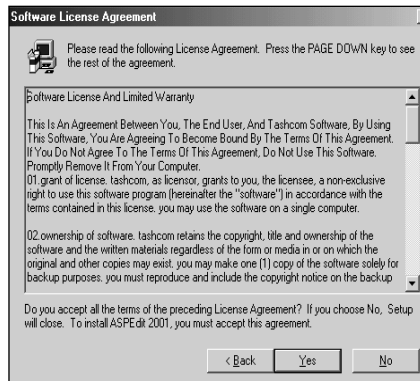 Software License Agreement
Please read the following License Agreement. Press the PAGE DOWN key to see
the rest of the agreement.
Software License And Limited Warranty
This Is An Agreement Between You, The End User, And Tashcom Software, By Using
This Software, You Are Agreeing To Become Bound By The Terms Of This Agreement.
If You Do Not Agree To The Terms Of This Agreement, Do Not Use This Software.
Promptly Remove It From Your Computer.
01.grant of license. tashcom, as licensor, grants to you, the licensee, a non-exclusive
right to use this software program (hereinafter the "software") in accordance with the
terms contained in this license. you may use the software on a single computer.
02.ownership of software. tashcom retains the copyright, title and ownership of the
software and the written materials regardless of the form or media in or on which the
original and other copies may exist. you may make one (1) copy of the software solely for
backup purposes. you must reproduce and include the copyright notice on the backup
Do you accept all the terms of the preceding License Agreement? If you choose No, Setup
will close. To install ASPEdit 2001, you must accept this agreement.
< Back Yes No